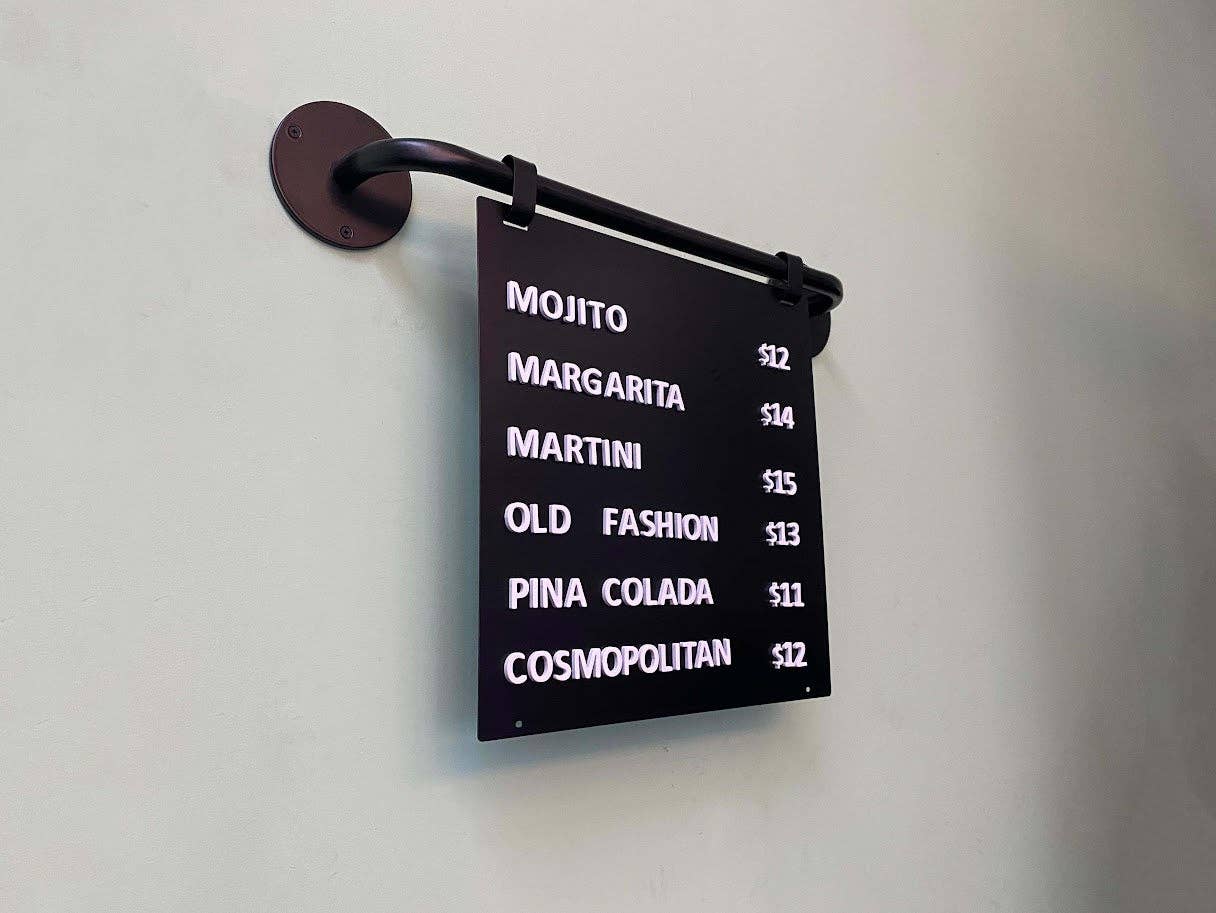 MOJITO $12
MARGARITA $14
MARTINI $15
OLD FASHION $13
PINA COLADA $11
COSMOPOLITAN $12